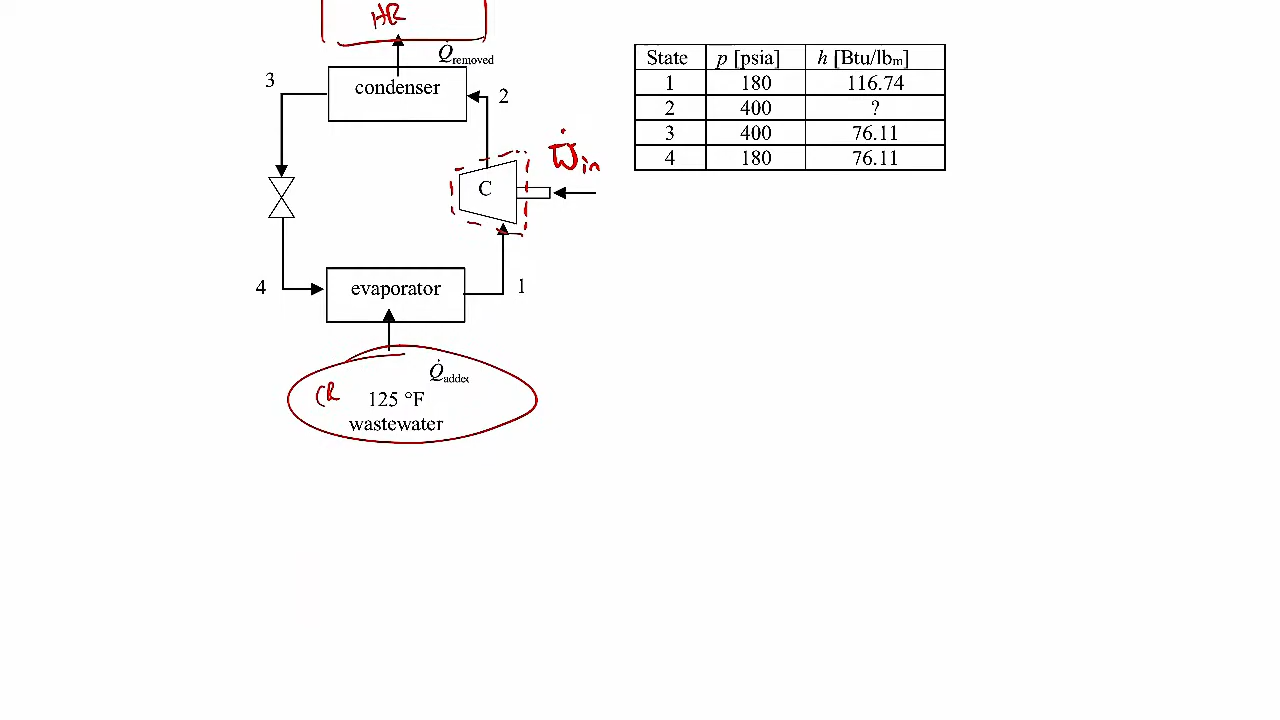 HR
Q̇removed
3
condenser
2
Ẇin
C
4
evaporator
1
Q̇added
CR
125 °F
wastewater
State p [psia] h [Btu/lbm]
1 180 116.74
2 400 ?
3 400 76.11
4 180 76.11